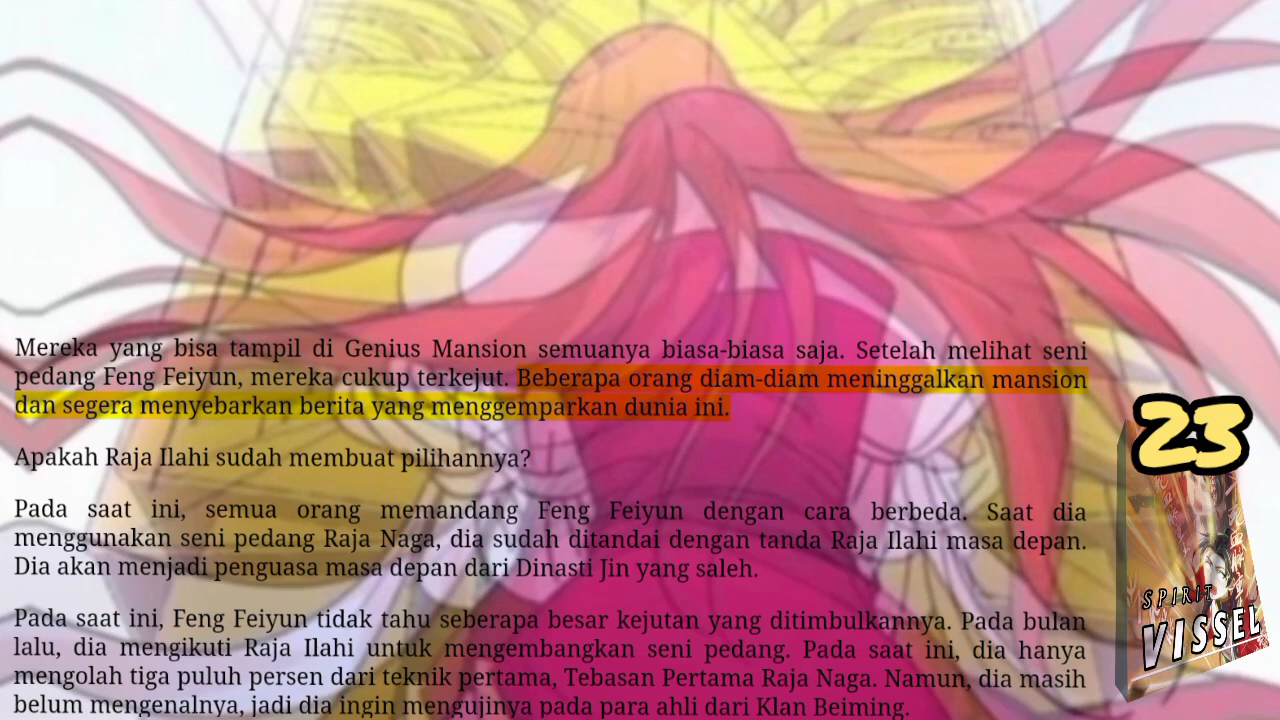 Mereka yang bisa tampil di Genius Mansion semuanya biasa-biasa saja. Setelah melihat seni
pedang Feng Feiyun, mereka cukup terkejut. Beberapa orang diam-diam meninggalkan mansion
dan segera menyebarkan berita yang menggemparkan dunia ini.
Apakah Raja Ilahi sudah membuat pilihannya?
Pada saat ini, semua orang memandang Feng Feiyun dengan cara berbeda. Saat dia
menggunakan seni pedang Raja Naga, dia sudah ditandai dengan tanda Raja Ilahi masa depan.
Dia akan menjadi penguasa masa depan dari Dinasti Jin yang saleh.
Pada saat ini, Feng Feiyun tidak tahu seberapa besar kejutan yang ditimbulkannya. Pada bulan
lalu, dia mengikuti Raja Ilahi untuk mengembangkan seni pedang. Pada saat ini, dia hanya
mengolah tiga puluh persen dari teknik pertama, Tebasan Pertama Raja Naga. Namun, dia masih
belum mengenalnya, jadi dia ingin mengujinya pada para ahli dari Klan Beiming.
23
SPIRIT
VISSEL